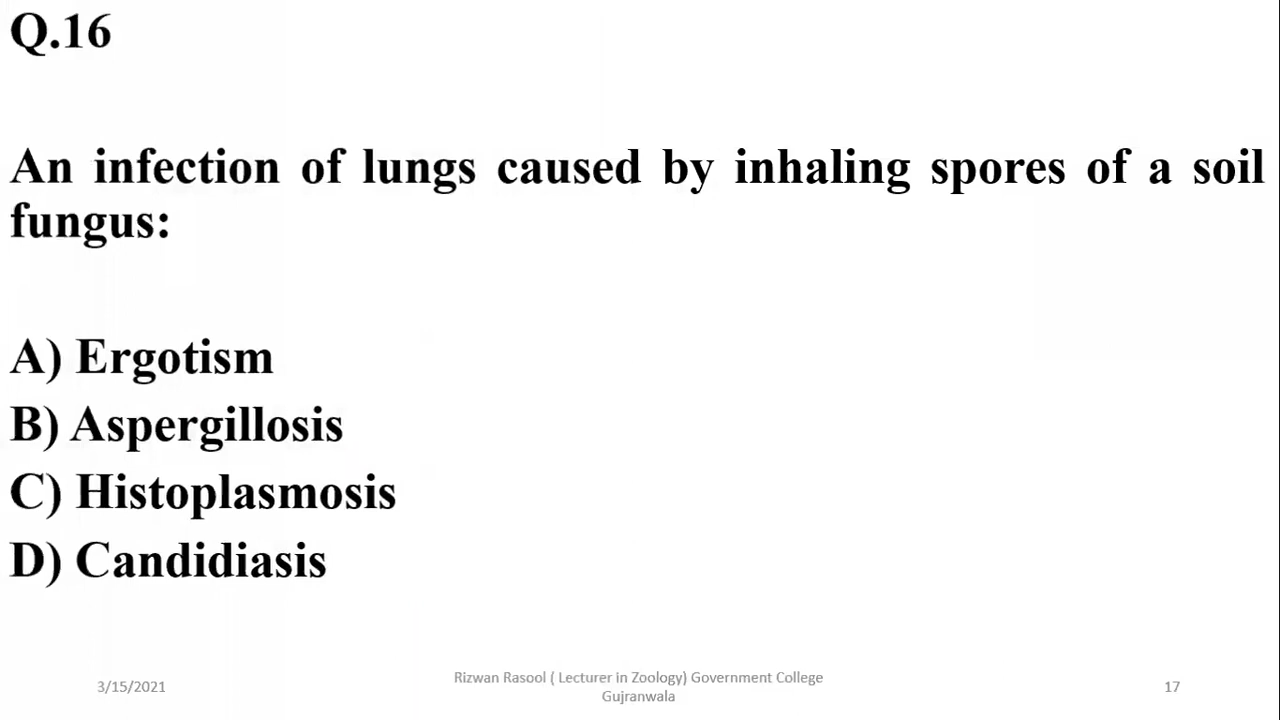 Q.16
An infection of lungs caused by inhaling spores of a soil
fungus:
A) Ergotism
B) Aspergillosis
C) Histoplasmosis
D) Candidiasis
3/15/2021
Rizwan Rasool ( Lecturer in Zoology) Government College
Gujranwala
17